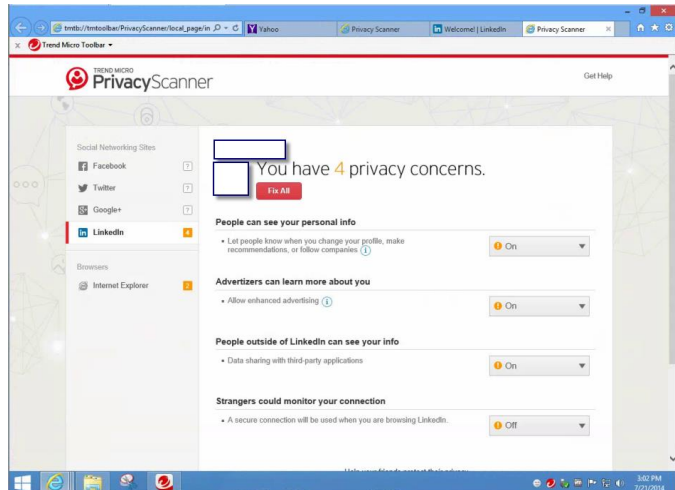 tmtb://tmtoolbar/PrivacyScanner/local_page/in
Yahoo
Privacy Scanner
Welcome! | LinkedIn
Privacy Scanner
Trend Micro Toolbar
TREND MICRO
PrivacyScanner
Get Help
Social Networking Sites
Facebook ?
Twitter ?
Google+ ?
LinkedIn 4
Browsers
Internet Explorer 2
You have 4 privacy concerns.
Fix All
People can see your personal info
• Let people know when you change your profile, make
recommendations, or follow companies
On
Advertizers can learn more about you
• Allow enhanced advertising
On
People outside of LinkedIn can see your info
• Data sharing with third-party applications
On
Strangers could monitor your connection
• A secure connection will be used when you are browsing LinkedIn.
Off
3:02 PM
7/21/2014